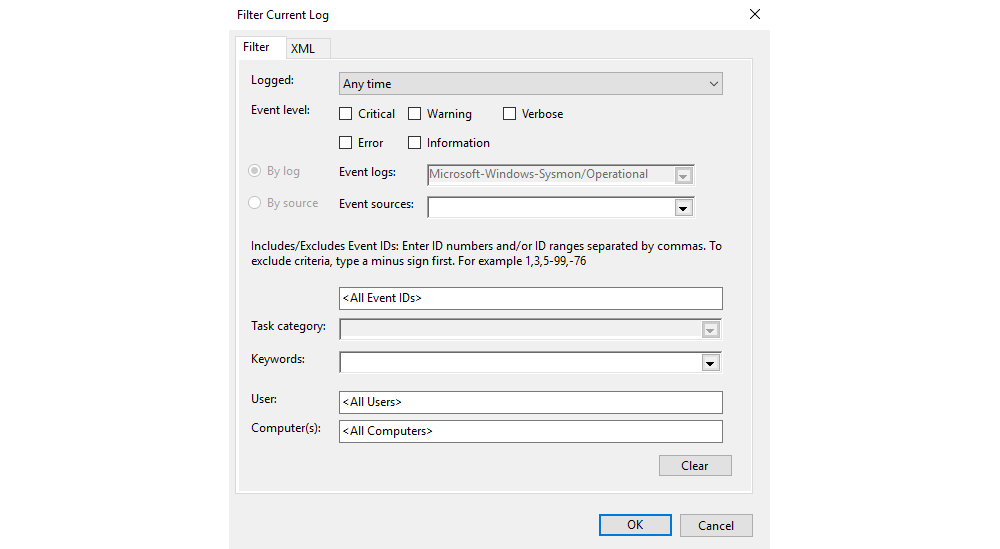 Filter Current Log
Filter XML
Logged: Any time
Event level: Critical Warning Verbose
Error Information
By log Event logs: Microsoft-Windows-Sysmon/Operational
By source Event sources:
Includes/Excludes Event IDs: Enter ID numbers and/or ID ranges separated by commas. To
exclude criteria, type a minus sign first. For example 1,3,5-99,-76
<All Event IDs>
Task category:
Keywords:
User: <All Users>
Computer(s): <All Computers>
Clear
OK Cancel